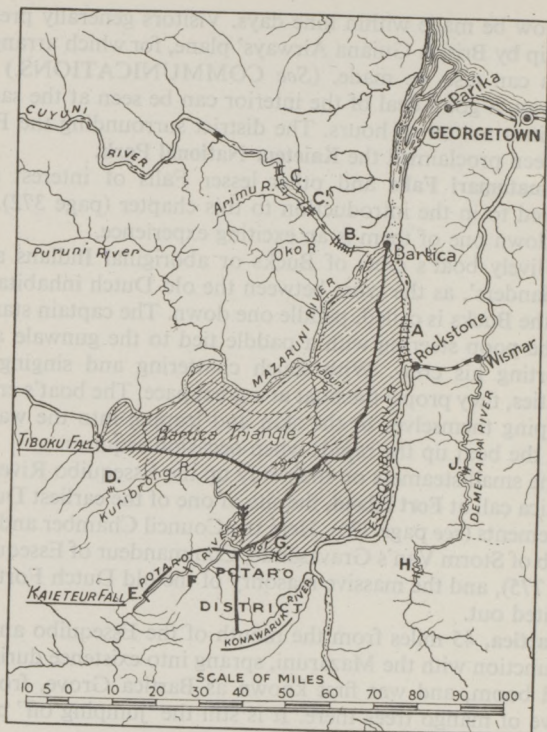 Parika
GEORGETOWN
CUYUNI
RIVER
C.
Arimu R.
C.
B.
Oko R.
Puruni River
Bartica
MAZARUNI RIVER
A
Rockstone
Wismar
Bartica Triangle
TIBOKU FALL
ESSEQUIBO RIVER
DEMERARA RIVER
J.
D.
Kuribrong R.
G.
H.
POTARO RIVER
F
E.
KAIETEUR FALL
POTARO
DISTRICT
KONAWARUK RIVER
SCALE OF MILES
0 5 10 20 30 40 50 60 70 80 90 100